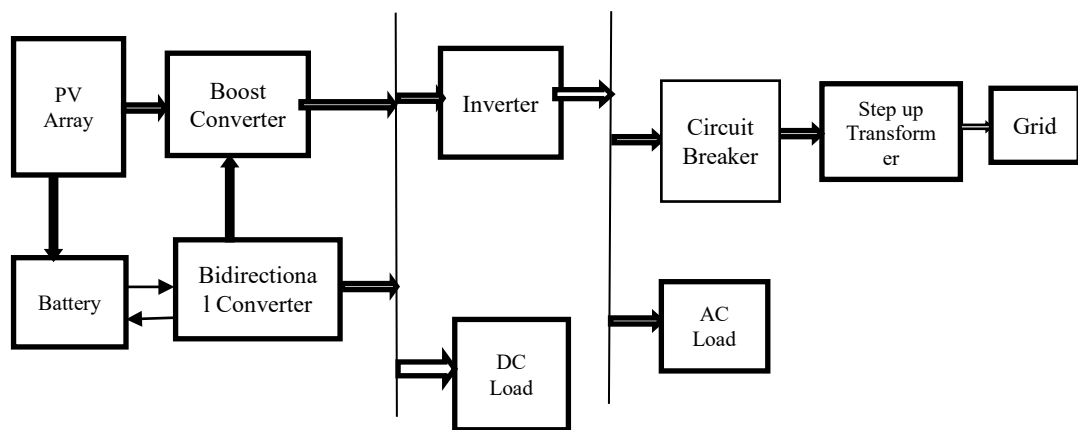 PV
Array
Boost
Converter
Inverter
Circuit
Breaker
Step up
Transform
er
Grid
Battery
Bidirectiona
l Converter
DC
Load
AC
Load